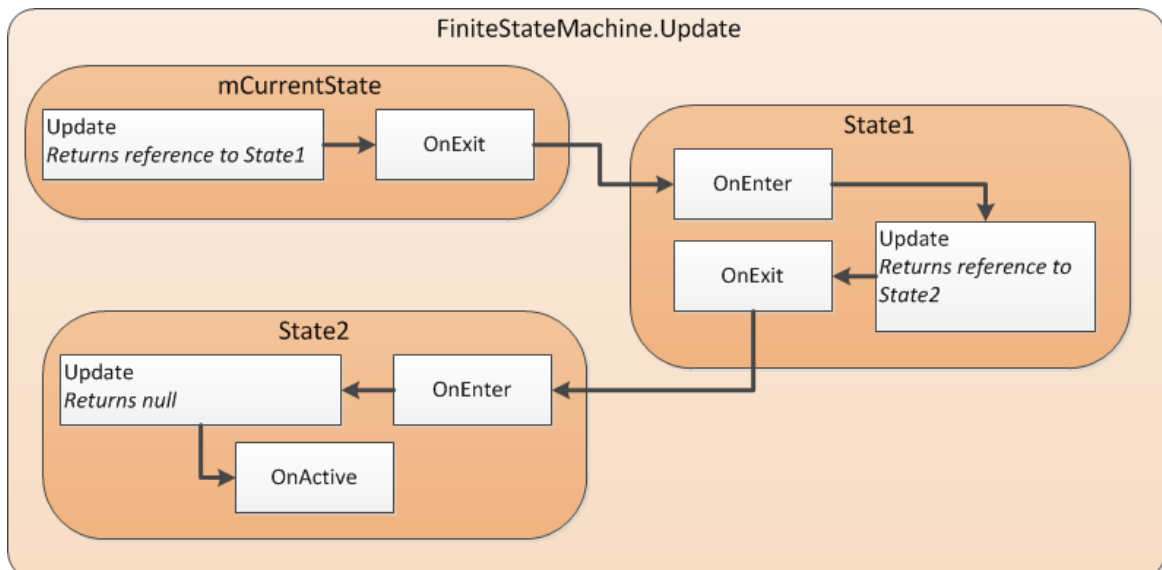 FiniteStateMachine.Update
mCurrentState
Update
Returns reference to State1
OnExit
State1
OnEnter
Update
Returns reference to
State2
OnExit
State2
OnEnter
Update
Returns null
OnActive